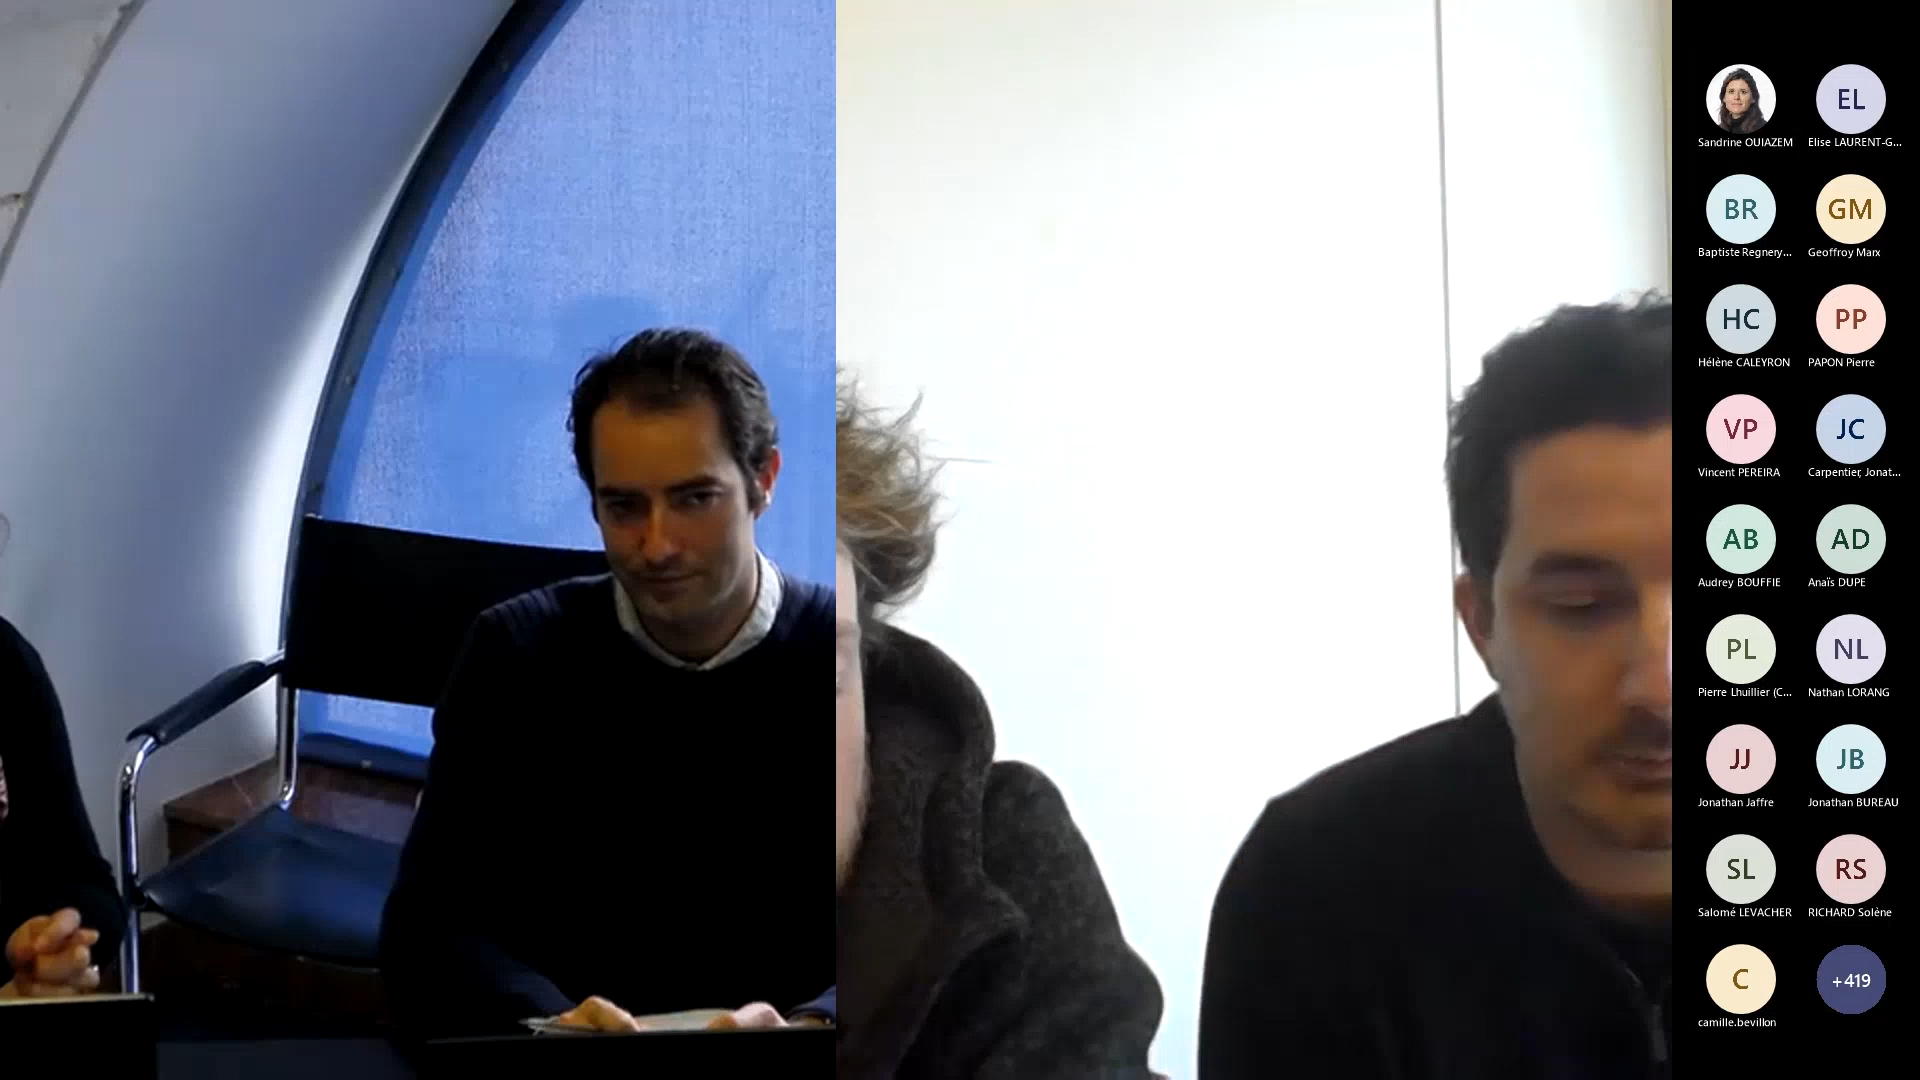 EL
Sandrine OUIAZEM
Elise LAURENT-G...
BR
GM
Baptiste Regnery...
Geoffroy Marx
HC
PP
Hélène CALEYRON
PAPON Pierre
VP
JC
Vincent PEREIRA
Carpentier, Jonat...
AB
AD
Audrey BOUFFIE
Anaïs DUPE
PL
NL
Pierre Lhuillier (C...
Nathan LORANG
JJ
JB
Jonathan Jaffre
Jonathan BUREAU
SL
RS
Salomé LEVACHER
RICHARD Solène
C
+419
camille.bevillon